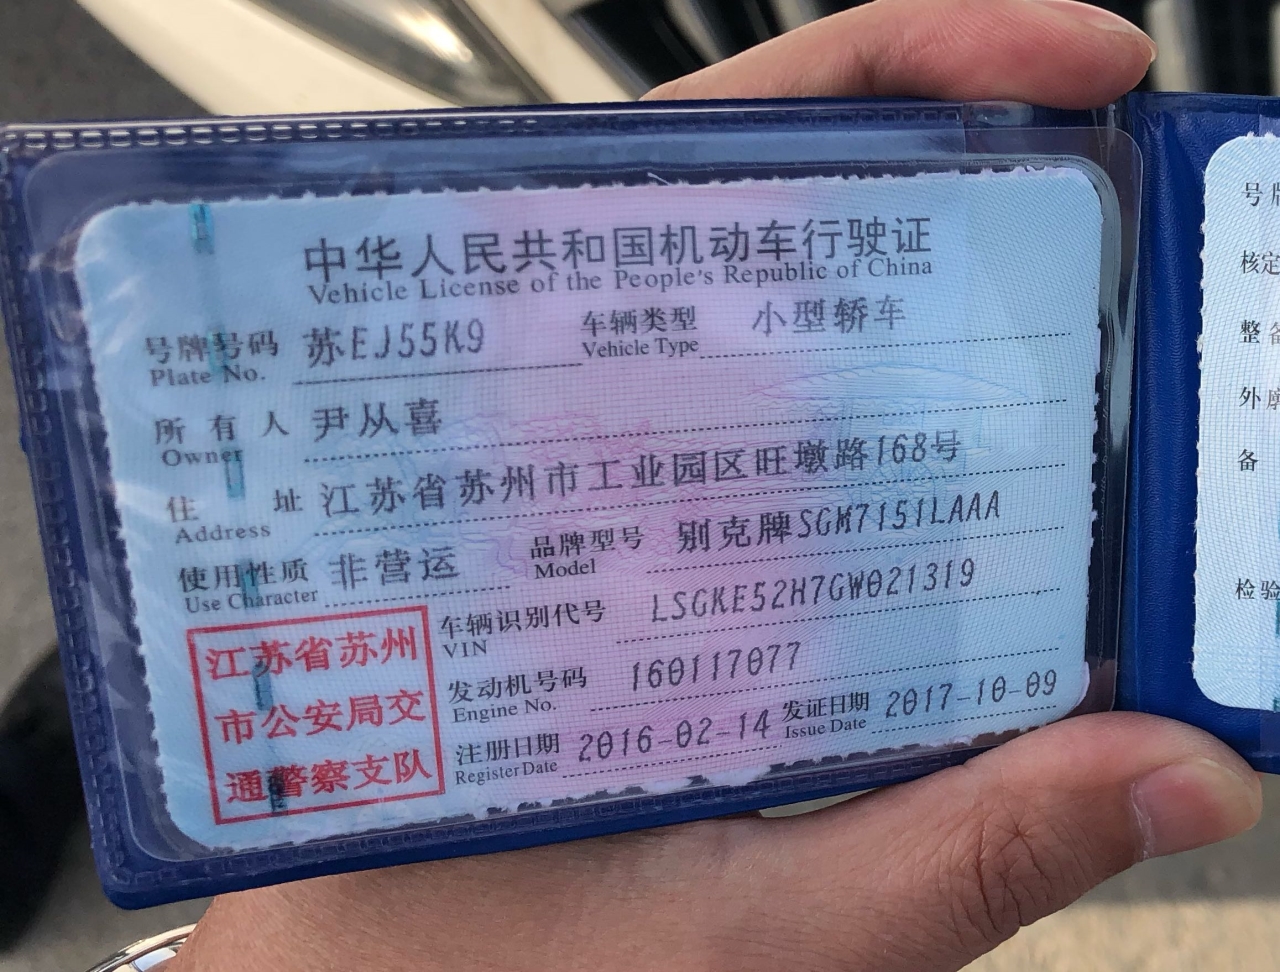 中华人民共和国机动车行驶证
Vehicle License of the People's Republic of China
号牌号码 苏EJ55K9 车辆类型 小型轿车
Plate No. Vehicle Type
所有人 尹从喜
Owner
住址 江苏省苏州市工业园区旺墩路168号
Address
使用性质 非营运 品牌型号 别克牌SGM7151LAAA
Use Character Model
车辆识别代号 LSGKE52H7GW021319
VIN
发动机号码 160117077
Engine No.
注册日期 2016-02-14 发证日期 2017-10-09
Register Date Issue Date
江苏省苏州
市公安局交
通警察支队
号牌
核定
整备
外廓
备
检验